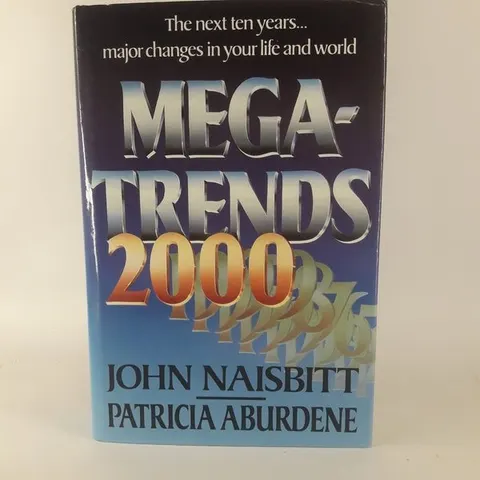 The next ten years...
major changes in your life and world
MEGA-
TRENDS
2000
JOHN NAISBITT
PATRICIA ABURDENE